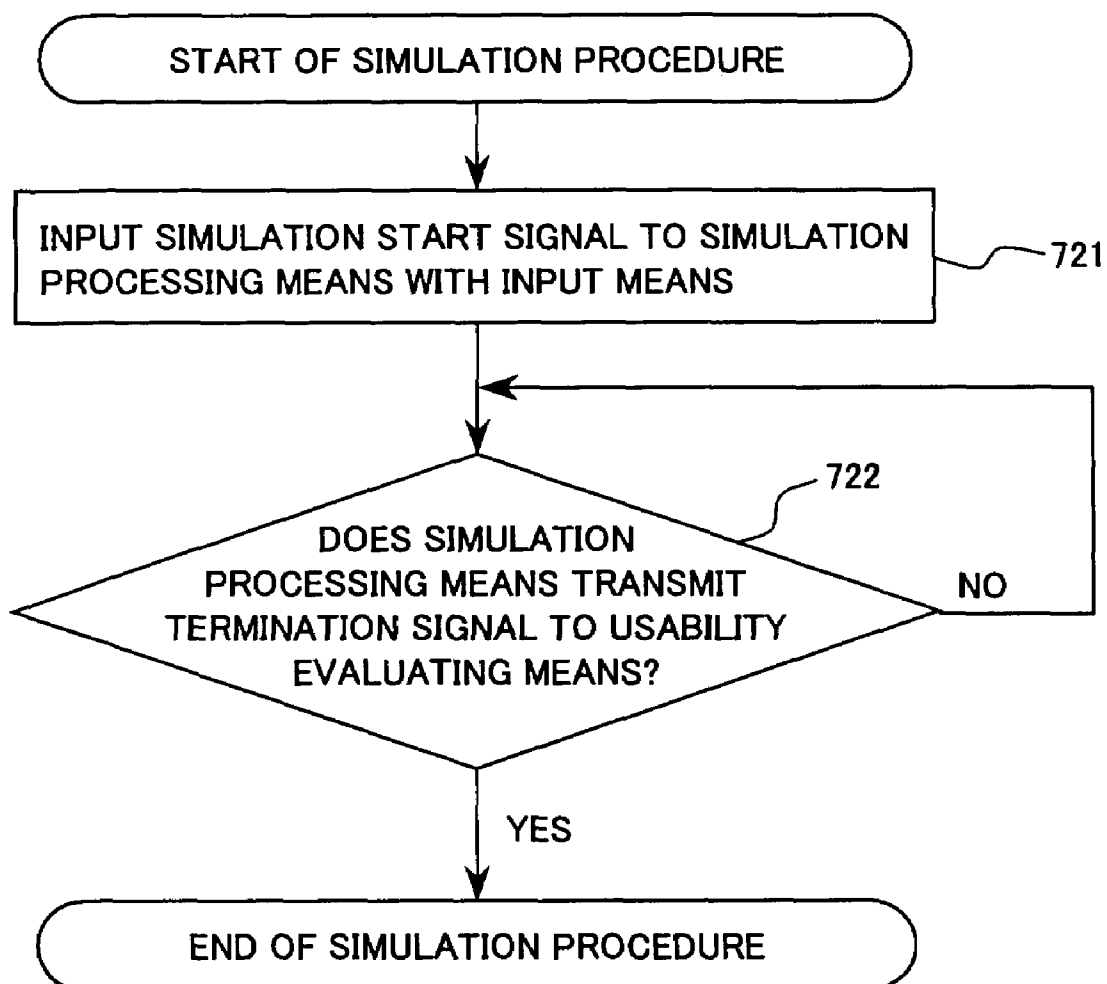 START OF SIMULATION PROCEDURE
INPUT SIMULATION START SIGNAL TO SIMULATION
PROCESSING MEANS WITH INPUT MEANS
721
722
DOES SIMULATION
PROCESSING MEANS TRANSMIT
TERMINATION SIGNAL TO USABILITY
EVALUATING MEANS?
NO
YES
END OF SIMULATION PROCEDURE